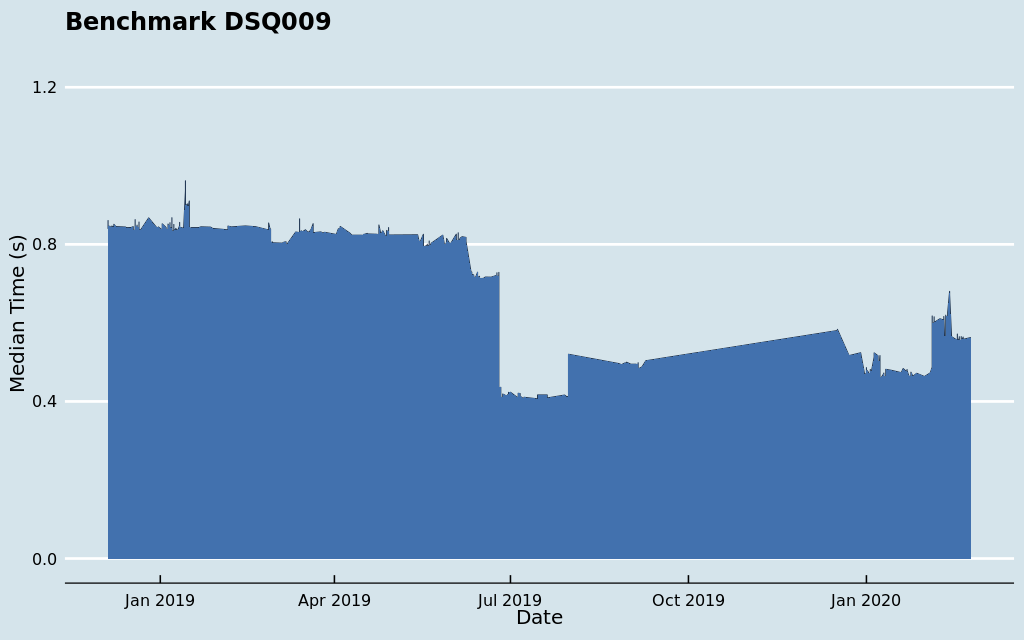 Benchmark DSQ009
1.2
0.8
0.4
0.0
Median Time (s)
Jan 2019
Apr 2019
Jul 2019
Oct 2019
Jan 2020
Date